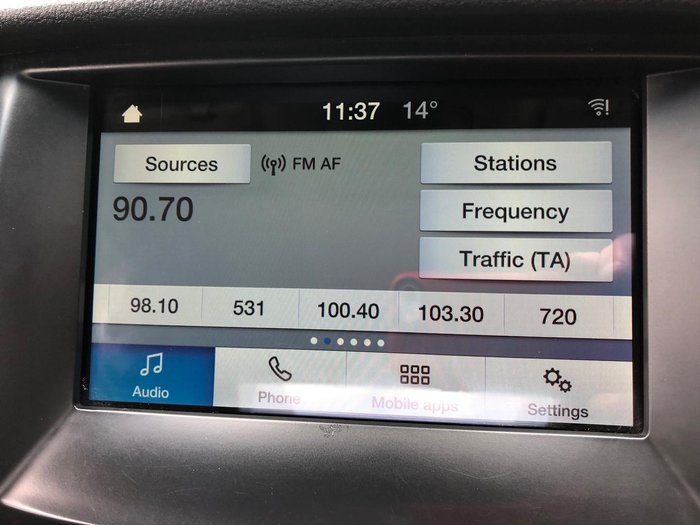 11:37 14°
Sources FM AF Stations
90.70 Frequency
Traffic (TA)
98.10 531 100.40 103.30 720
Audio Phone Mobile apps Settings